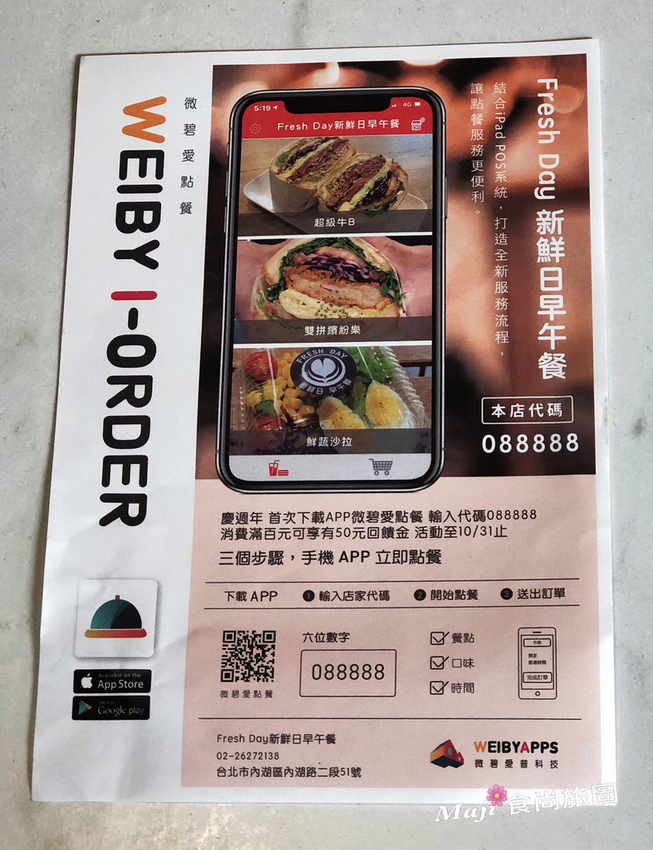 微碧愛點餐
WEIBY I-ORDER
Fresh Day 新鮮日早午餐
結合iPad POS系統，打造全新服務流程，
讓點餐服務更便利。
5:19
4G
Fresh Day新鮮日早午餐
超級牛B
雙拼繽紛樂
FRESH DAY
新鮮日 早午餐
鮮蔬沙拉
本店代碼
088888
慶週年 首次下載APP微碧愛點餐 輸入代碼088888
消費滿百元可享有50元回饋金 活動至10/31止
三個步驟，手機 APP 立即點餐
下載 APP
1 輸入店家代碼
2 開始點餐
3 送出訂單
微碧愛點餐
六位數字
088888
餐點
口味
時間
外帶
完成訂單
Available on the
App Store
Google play
Fresh Day新鮮日早午餐
02-26272138
台北市內湖區內湖路二段51號
WEIBYAPPS
微碧愛普科技
Maji 食尚旅圖